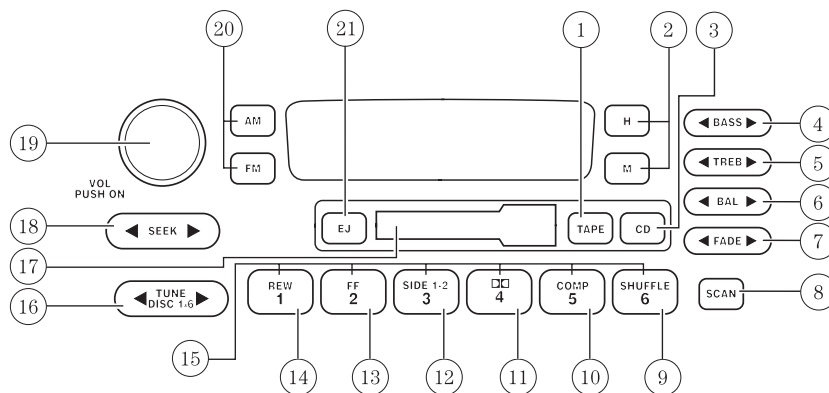 20
21
1
2
3
AM
H
BASS
4
19
FM
M
TREB
5
VOL
PUSH ON
BAL
6
18
SEEK
EJ
TAPE
CD
FADE
7
17
16
TUNE
DISC 1-6
REW
1
FF
2
SIDE 1-2
3
4
COMP
5
SHUFFLE
6
SCAN
8
15
14
13
12
11
10
9